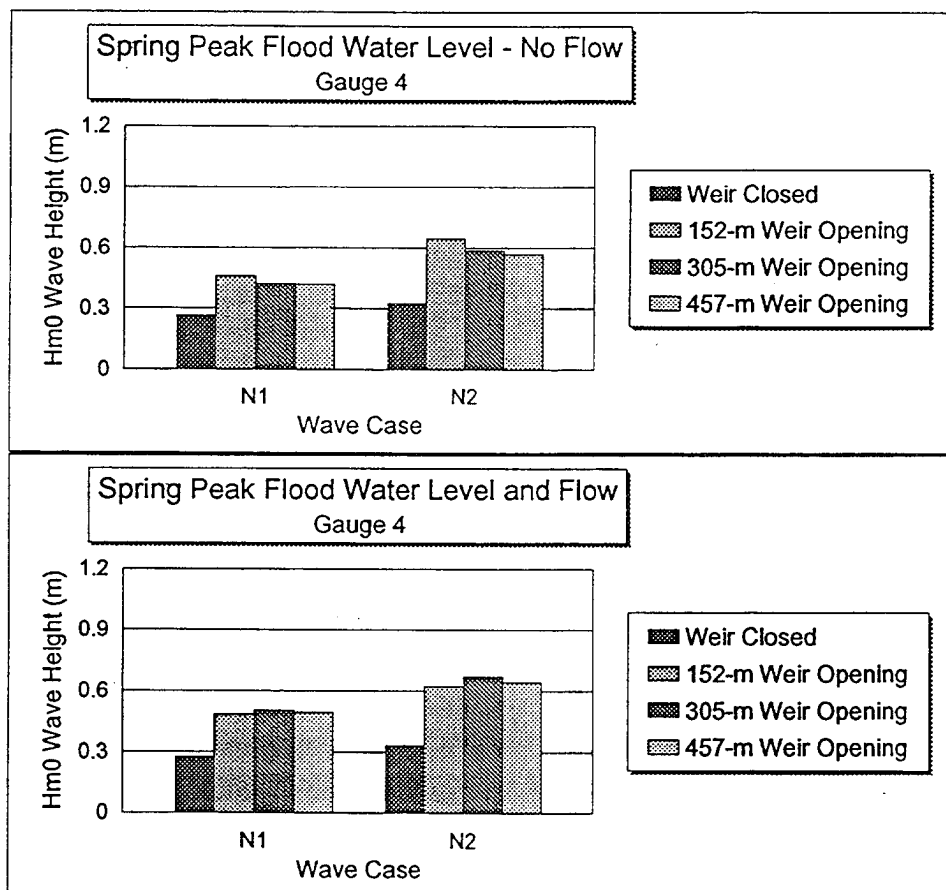 Spring Peak Flood Water Level - No Flow
Gauge 4
Hm0 Wave Height (m)
1.2
0.9
0.6
0.3
0
N1
N2
Wave Case
Weir Closed
152-m Weir Opening
305-m Weir Opening
457-m Weir Opening
Spring Peak Flood Water Level and Flow
Gauge 4
Hm0 Wave Height (m)
1.2
0.9
0.6
0.3
0
N1
N2
Wave Case
Weir Closed
152-m Weir Opening
305-m Weir Opening
457-m Weir Opening